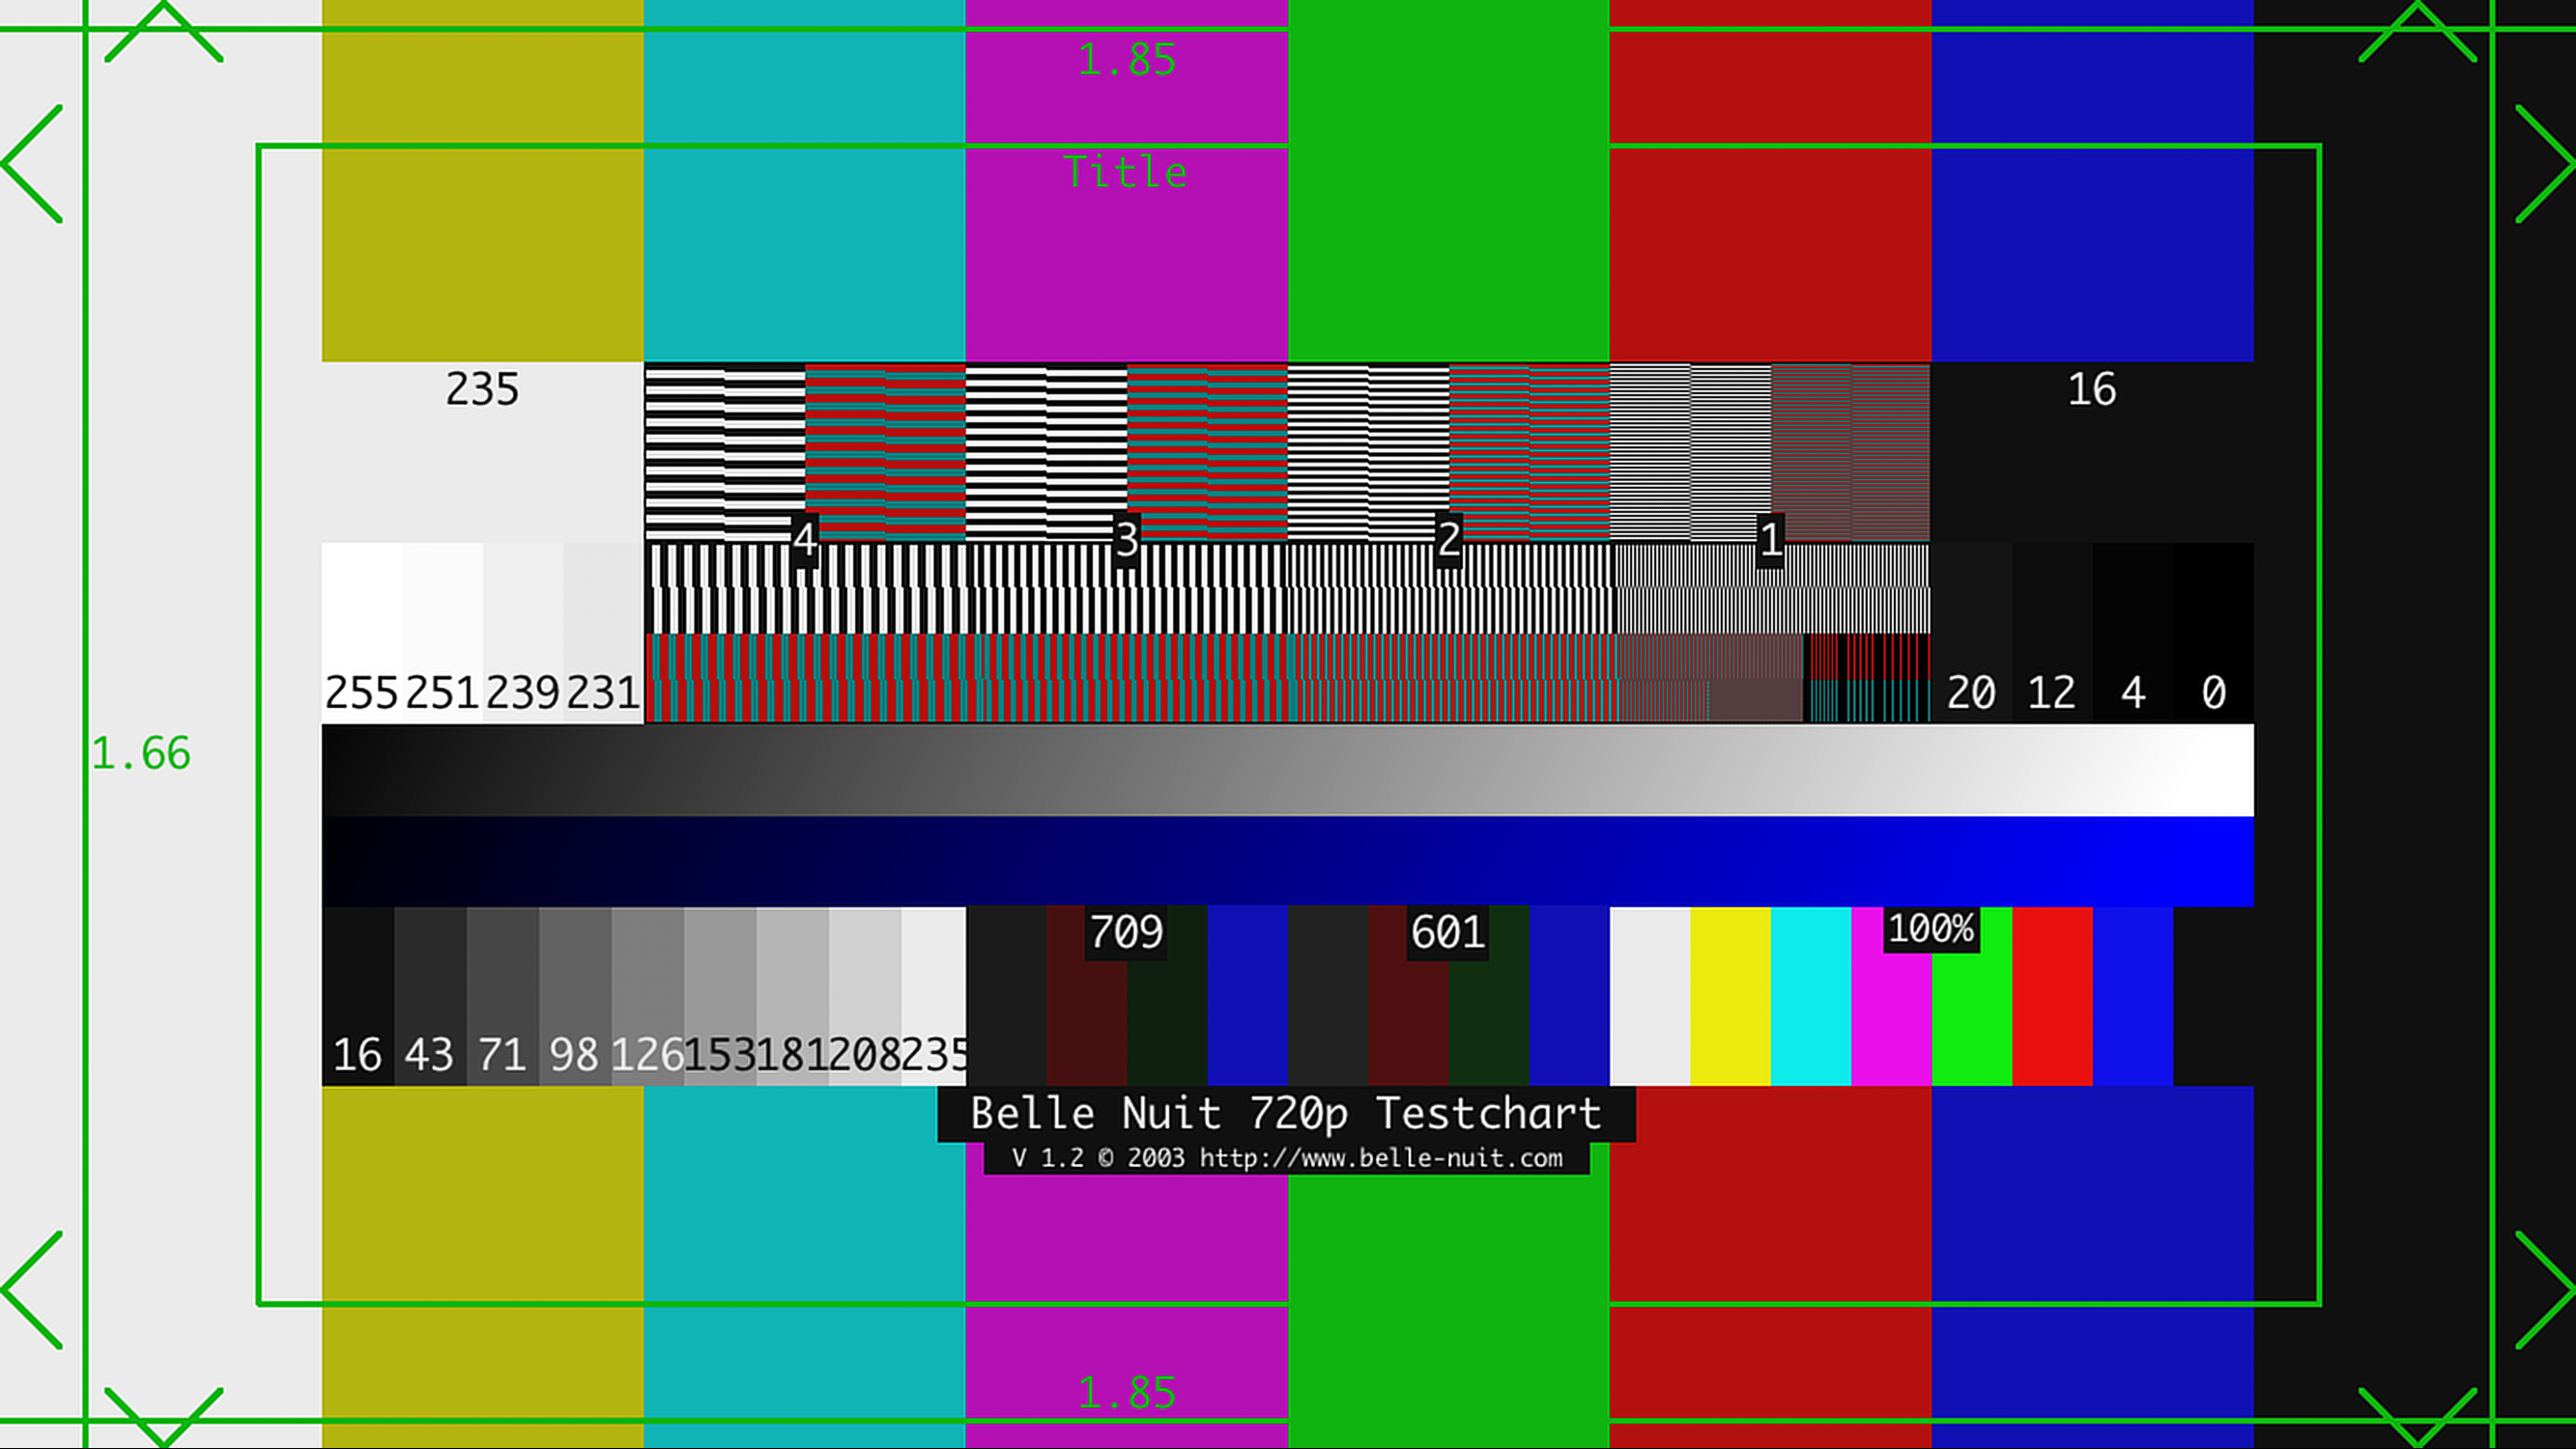 1.85
Title
235
16
4 3 2 1
255 251 239 231
20 12 4 0
1.66
709 601 100%
16 43 71 98 126 153 181 208 235
Belle Nuit 720p Testchart
V 1.2 © 2003 http://www.belle-nuit.com
1.85